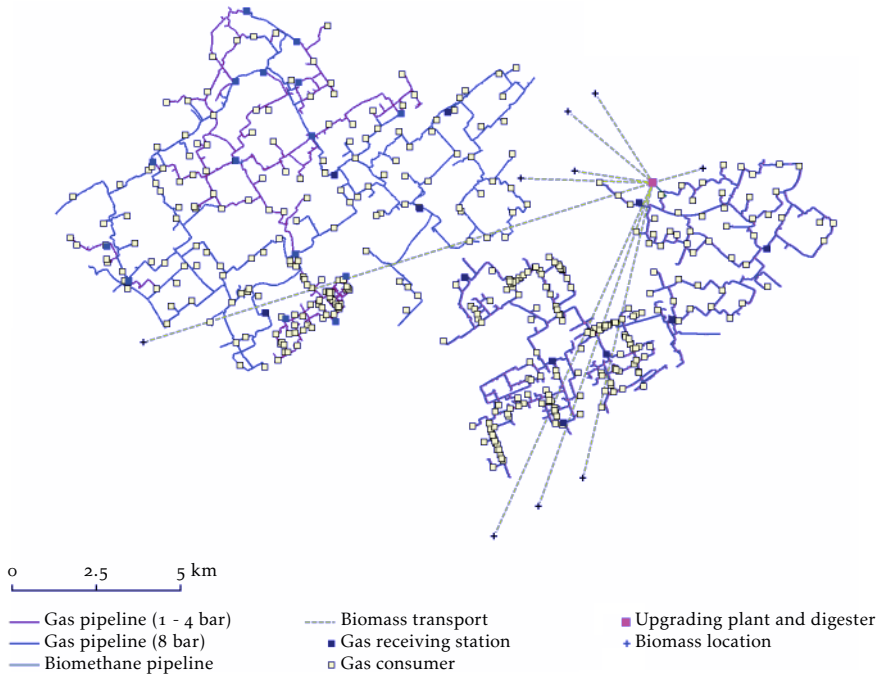 0 2.5 5 km
Gas pipeline (1 - 4 bar)
Gas pipeline (8 bar)
Biomethane pipeline
Biomass transport
Gas receiving station
Gas consumer
Upgrading plant and digester
Biomass location